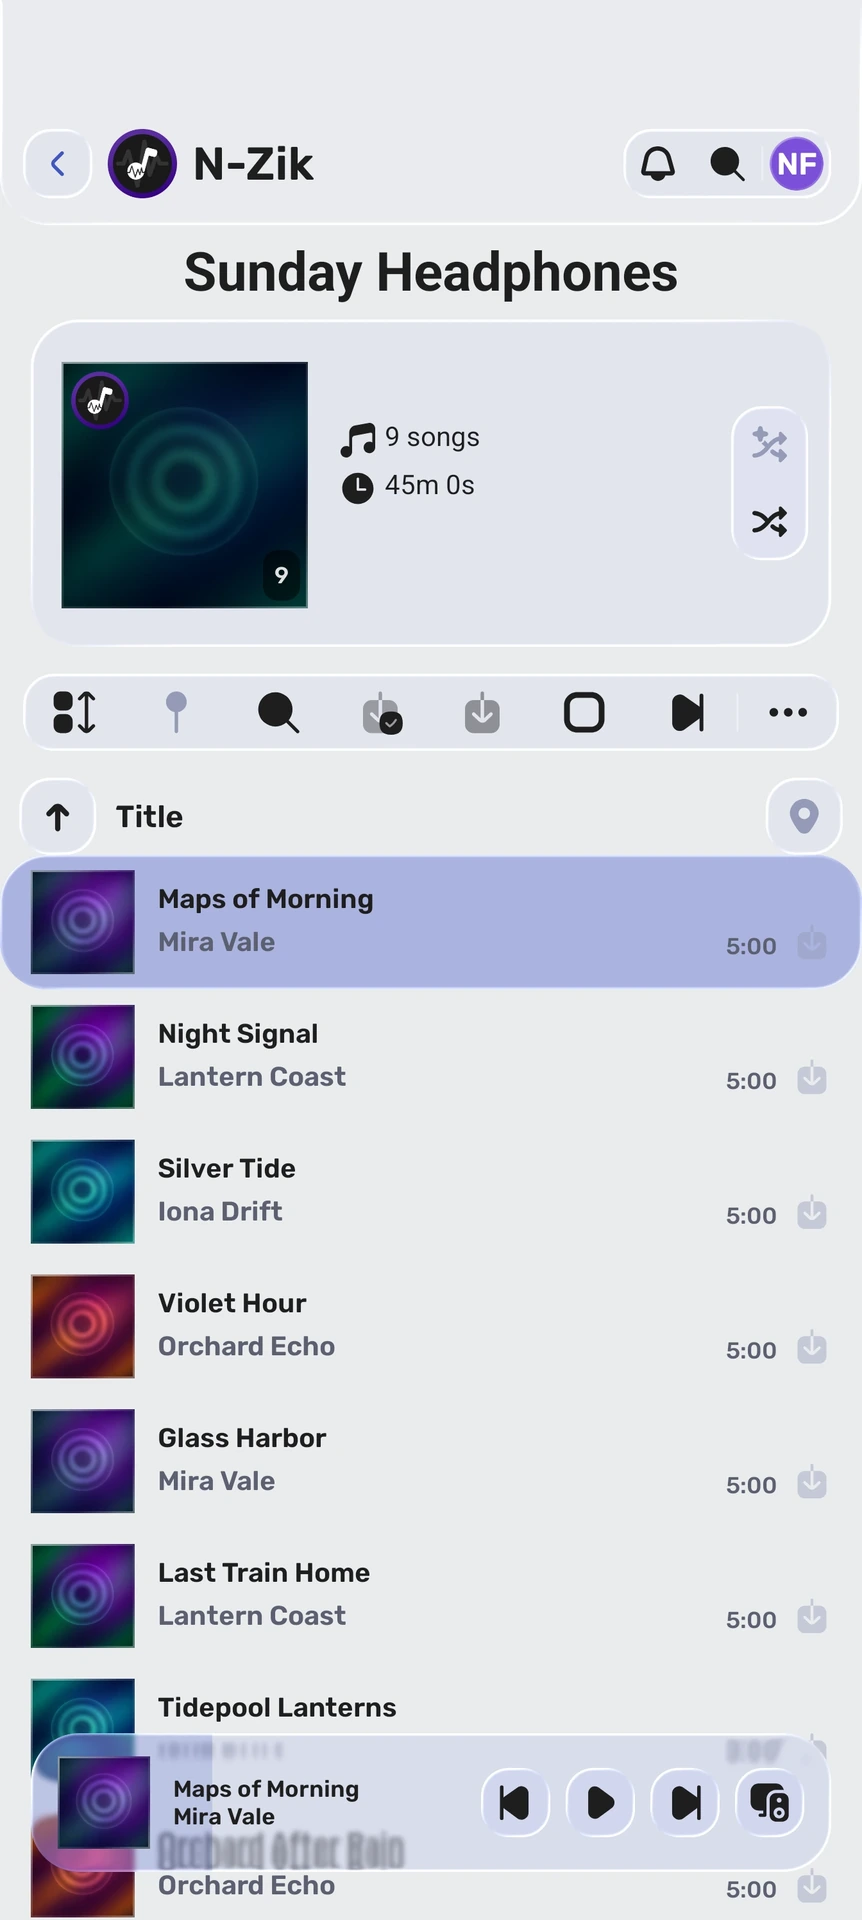 N-Zik
NF
Sunday Headphones
9 songs
45m 0s
9
Title
Maps of Morning
Mira Vale
5:00
Night Signal
Lantern Coast
5:00
Silver Tide
Iona Drift
5:00
Violet Hour
Orchard Echo
5:00
Glass Harbor
Mira Vale
5:00
Last Train Home
Lantern Coast
5:00
Tidepool Lanterns
Maps of Morning
Mira Vale
Orchard After
Orchard Echo
5:00